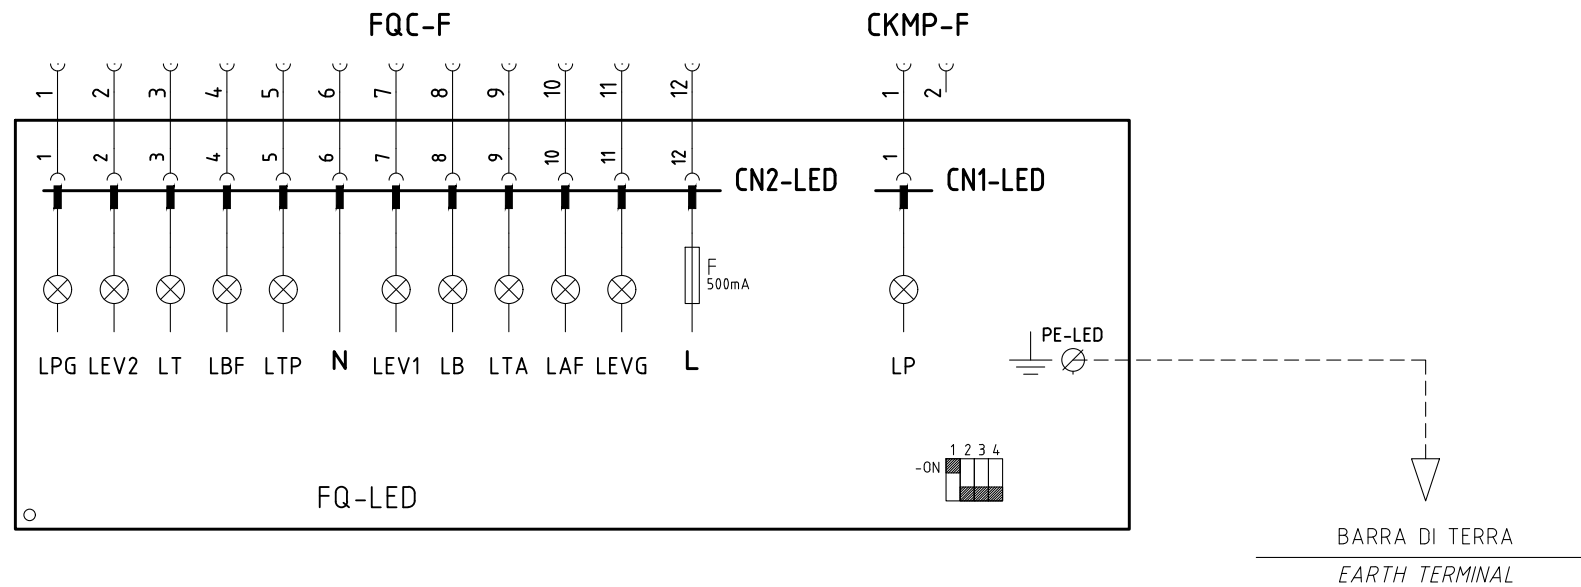 FQC-F CKMP-F
1 2 3 4 5 6 7 8 9 10 11 12 1 2
1 2 3 4 5 6 7 8 9 10 11 12 1
CN2-LED CN1-LED
F
500mA
PE-LED
LPG LEV2 LT LBF LTP N LEV1 LB LTA LAF LEVG L LP
1 2 3 4
-ON
FQ-LED
BARRA DI TERRA
EARTH TERMINAL